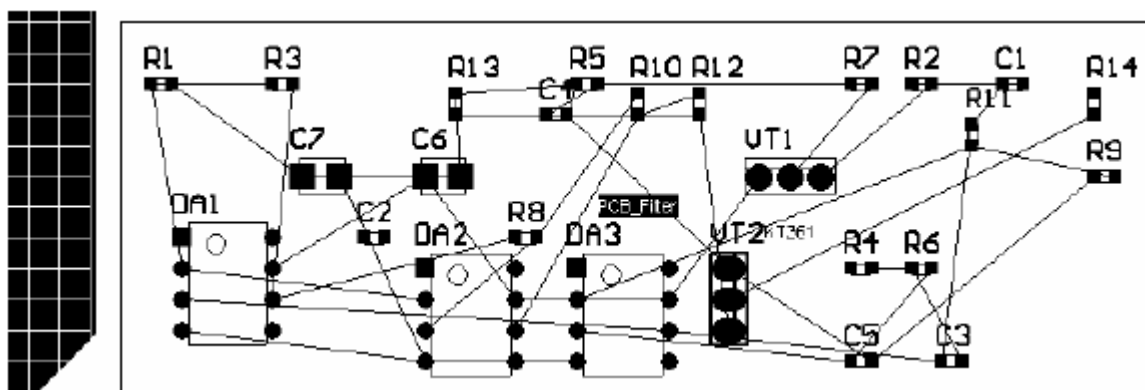 R1
R3
R13
R5
C4
R10
R12
R7
R2
C1
R14
R11
C7
C6
VT1
R9
DA1
C2
DA2
R8
DA3
PCB_Filter
VT2
KT361
R4
R6
C5
C3